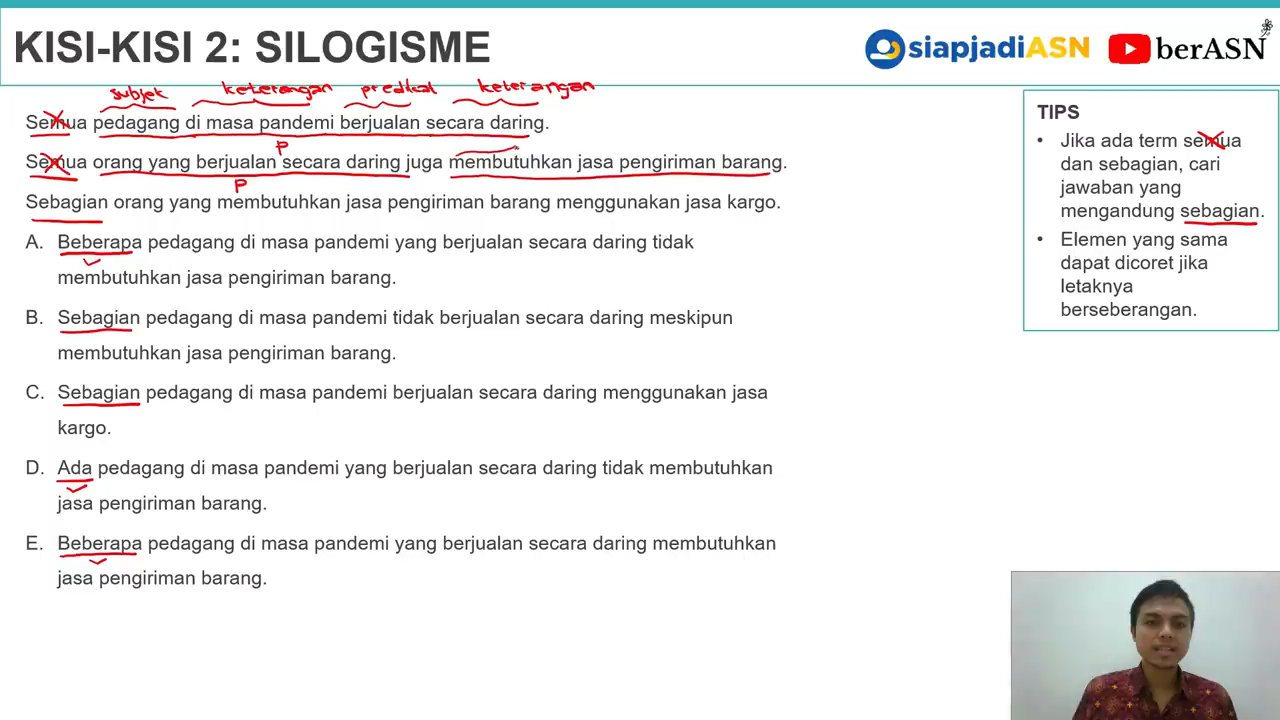 KISI-KISI 2: SILOGISME
siapjadiASN
berASN
subjek keterangan predikat keterangan
Semua pedagang di masa pandemi berjualan secara daring.
P
Semua orang yang berjualan secara daring juga membutuhkan jasa pengiriman barang.
P
Sebagian orang yang membutuhkan jasa pengiriman barang menggunakan jasa kargo.
A. Beberapa pedagang di masa pandemi yang berjualan secara daring tidak
membutuhkan jasa pengiriman barang.
B. Sebagian pedagang di masa pandemi tidak berjualan secara daring meskipun
membutuhkan jasa pengiriman barang.
C. Sebagian pedagang di masa pandemi berjualan secara daring menggunakan jasa
kargo.
D. Ada pedagang di masa pandemi yang berjualan secara daring tidak membutuhkan
jasa pengiriman barang.
E. Beberapa pedagang di masa pandemi yang berjualan secara daring membutuhkan
jasa pengiriman barang.
TIPS
• Jika ada term semua
dan sebagian, cari
jawaban yang
mengandung sebagian.
• Elemen yang sama
dapat dicoret jika
letaknya
berseberangan.